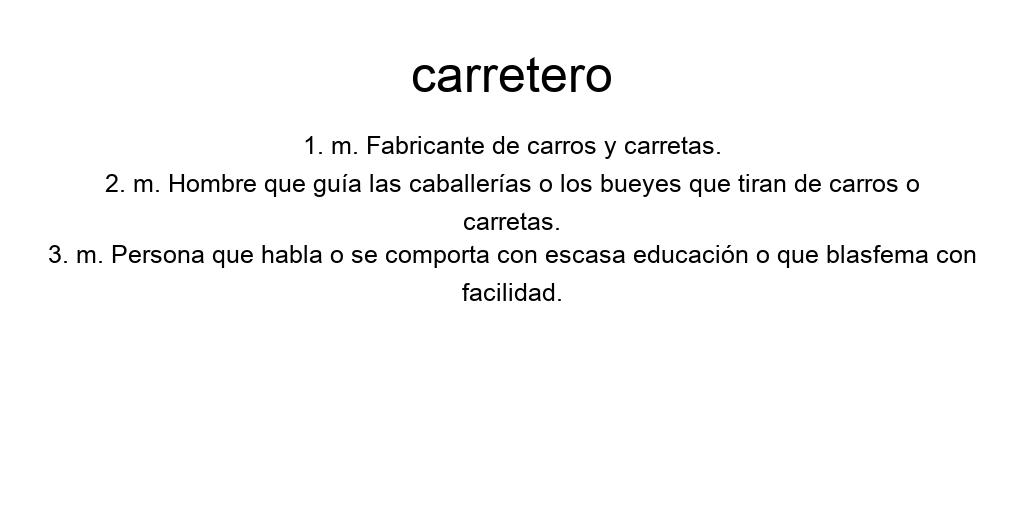 carretero
1. m. Fabricante de carros y carretas.
2. m. Hombre que guía las caballerías o los bueyes que tiran de carros o
carretas.
3. m. Persona que habla o se comporta con escasa educación o que blasfema con
facilidad.